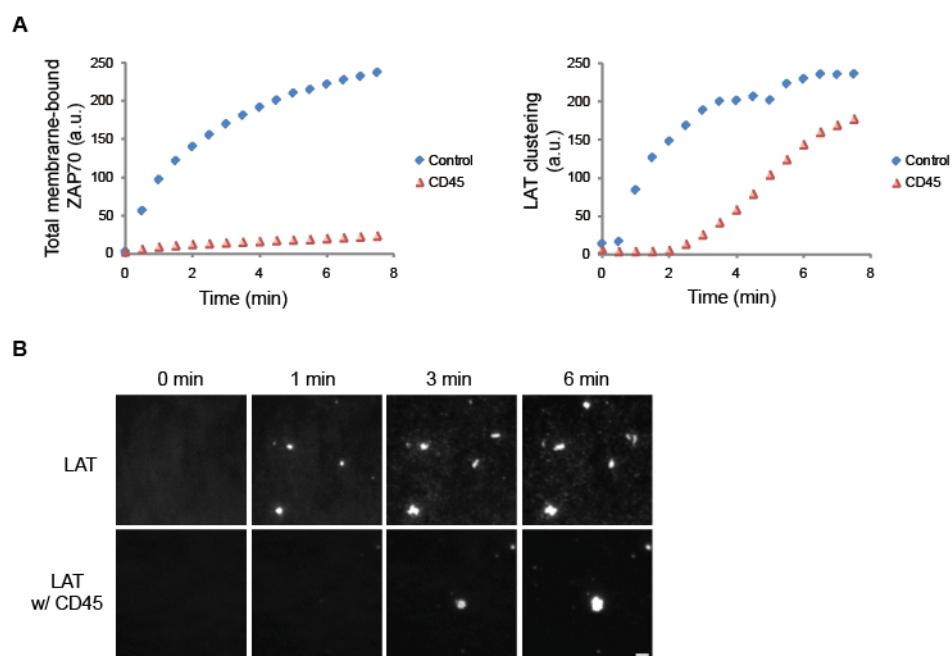 A
Total membrarne-bound
ZAP70 (a.u.)
250
200
150
100
50
0
0 2 4 6 8
Time (min)
Control
CD45
LAT clustering
(a.u.)
250
200
150
100
50
0
0 2 4 6 8
Time (min)
Control
CD45
B
0 min 1 min 3 min 6 min
LAT
LAT
w/ CD45